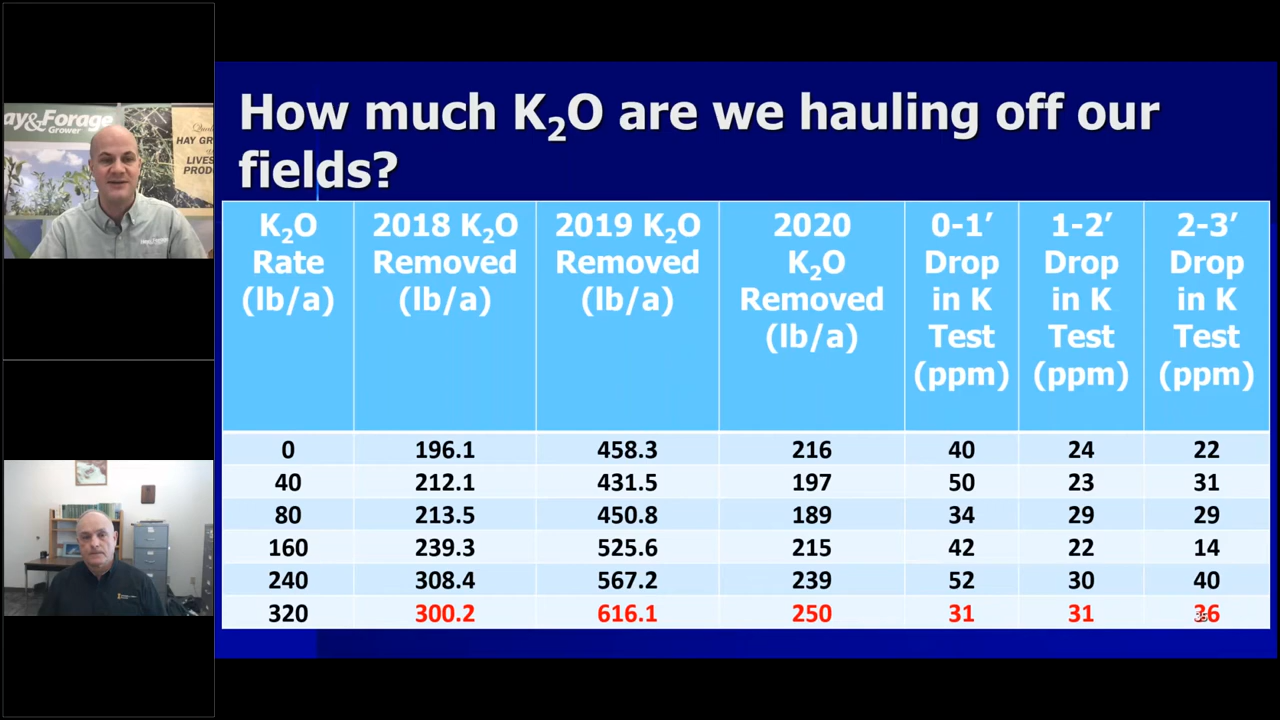 ay&Forage
Grower
HAY GR
LIVES
PROD
How much K₂O are we hauling off our
fields?
K₂O Rate (lb/a) 2018 K₂O Removed (lb/a) 2019 K₂O Removed (lb/a) 2020 K₂O Removed (lb/a) 0-1′ Drop in K Test (ppm) 1-2′ Drop in K Test (ppm) 2-3′ Drop in K Test (ppm)
0 196.1 458.3 216 40 24 22
40 212.1 431.5 197 50 23 31
80 213.5 450.8 189 34 29 29
160 239.3 525.6 215 42 22 14
240 308.4 567.2 239 52 30 40
320 300.2 616.1 250 31 31 36